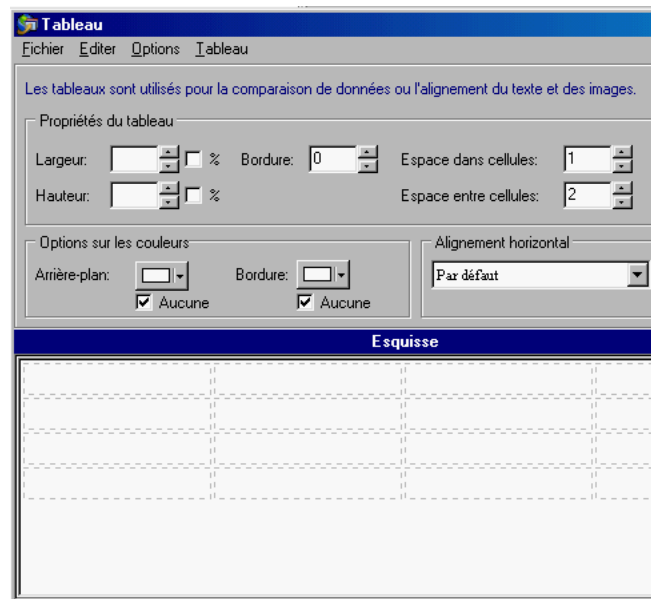 Tableau
Fichier Editer Options Tableau
Les tableaux sont utilisés pour la comparaison de données ou l'alignement du texte et des images.
Propriétés du tableau
Largeur: % Bordure: 0 Espace dans cellules: 1
Hauteur: % Espace entre cellules: 2
Options sur les couleurs Alignement horizontal
Arrière-plan: Bordure: Par défaut
Aucune Aucune
Esquisse